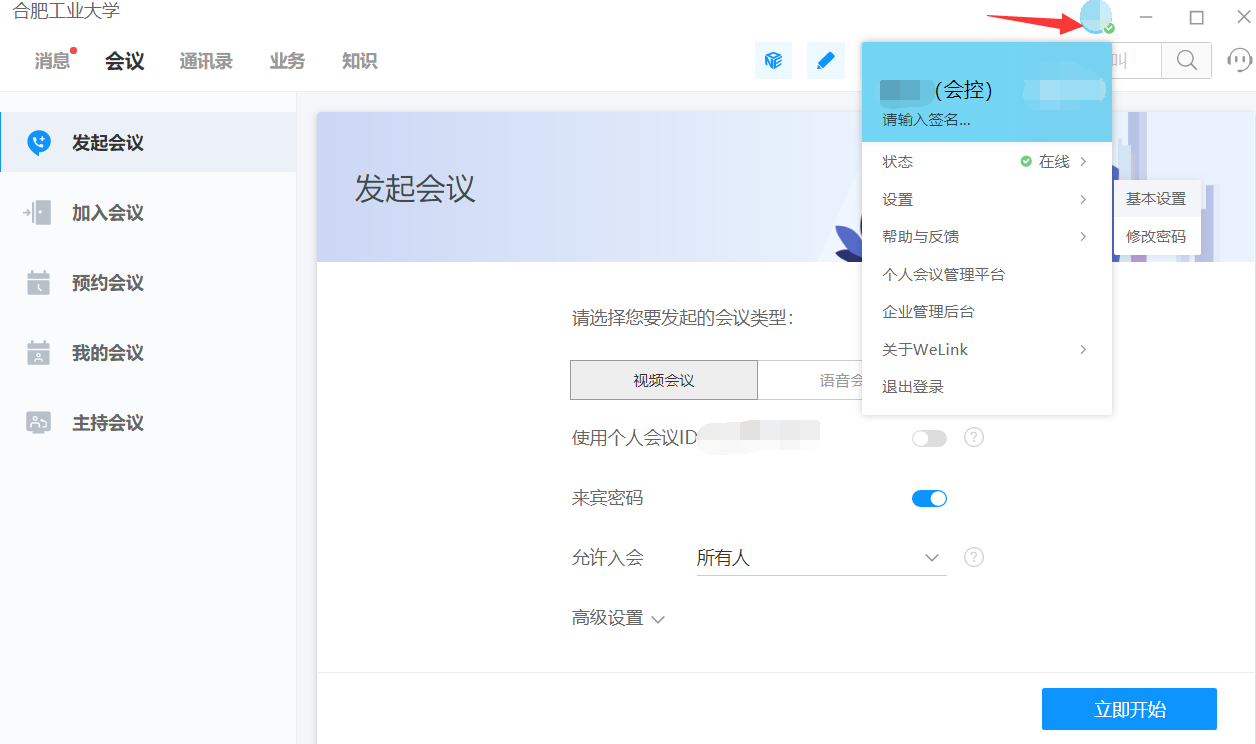 合肥工业大学
消息 会议 通讯录 业务 知识
叫
(会控)
请输入签名...
发起会议
加入会议
预约会议
我的会议
主持会议
发起会议
状态 在线
设置
帮助与反馈
个人会议管理平台
企业管理后台
关于WeLink
退出登录
基本设置
修改密码
请选择您要发起的会议类型：
视频会议 语音会
使用个人会议ID
?
来宾密码
允许入会 所有人
?
高级设置
立即开始